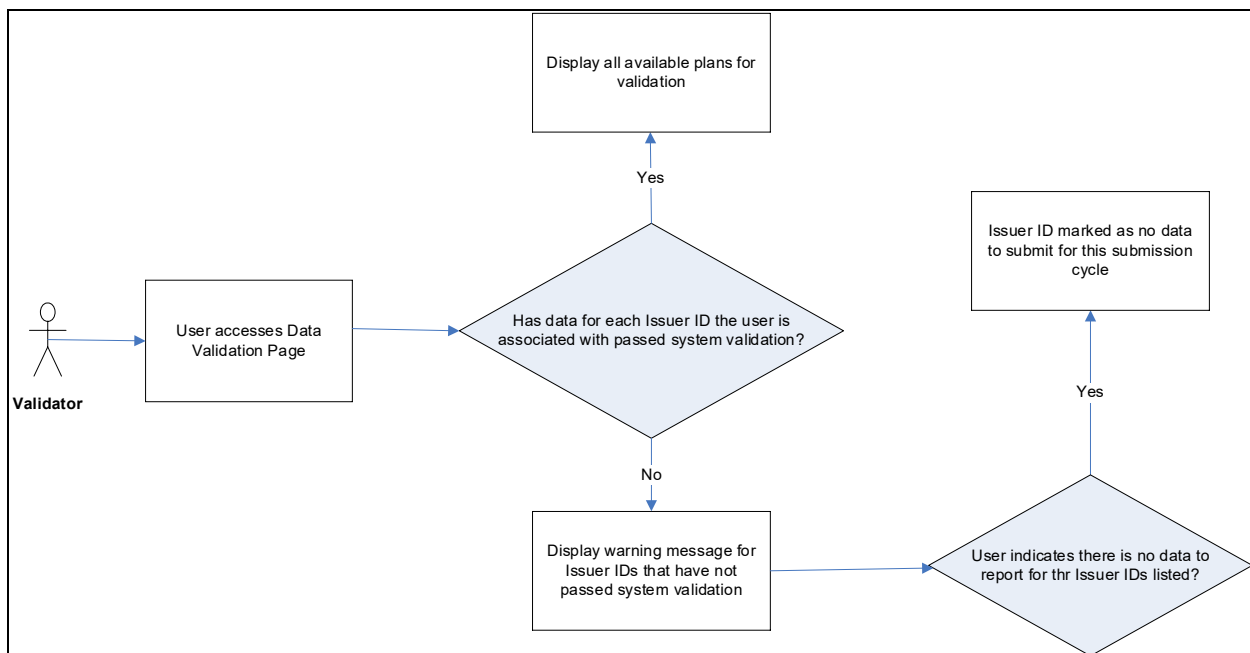 Display all available plans for
validation
Yes
Issuer ID marked as no data
to submit for this submission
cycle
User accesses Data
Validation Page
Has data for each Issuer ID the user is
associated with passed system validation?
Validator
Yes
No
Display warning message for
Issuer IDs that have not
passed system validation
User indicates there is no data to
report for thr Issuer IDs listed?